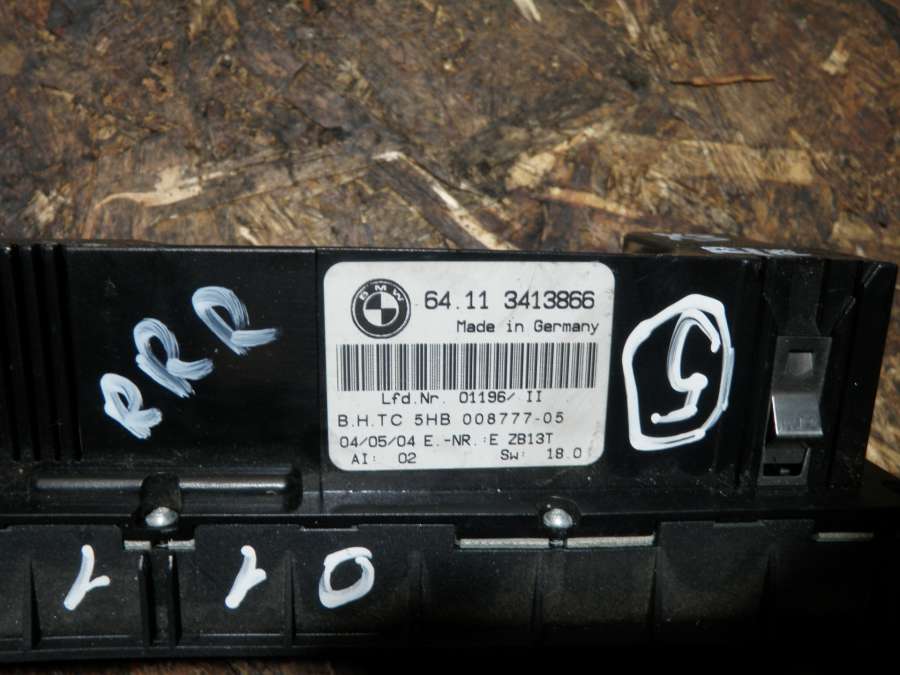 BMW
64.11 3413866
Made in Germany
Lfd.Nr. 01196/ II
B.H.TC 5HB 008777-05
04/05/04 E.-NR.:E ZB13T
AI: 02 SW: 18.0
5
PPP
1 1 0